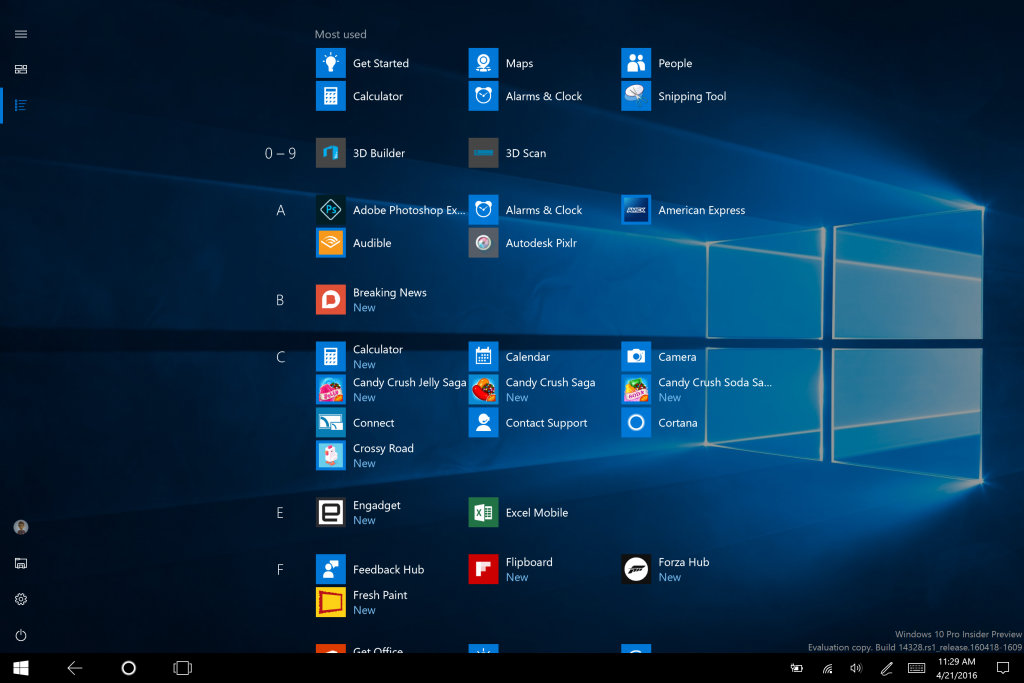 Most used
Get Started
Maps
People
Calculator
Alarms & Clock
Snipping Tool
0 – 9
3D Builder
3D Scan
A
Ps
Adobe Photoshop Ex...
Alarms & Clock
AMEX
American Express
Audible
Autodesk Pixlr
B
Breaking News
New
C
Calculator
New
Calendar
Camera
Candy Crush Jelly Saga
New
Candy Crush Saga
New
Candy Crush Soda Sa...
New
Connect
Contact Support
Cortana
Crossy Road
New
E
Engadget
New
Excel Mobile
F
Feedback Hub
Flipboard
New
Forza Hub
New
Fresh Paint
New
Get Office
Windows 10 Pro Insider Preview
Evaluation copy. Build 14328.rs1_release.160418-1609
11:29 AM
4/21/2016